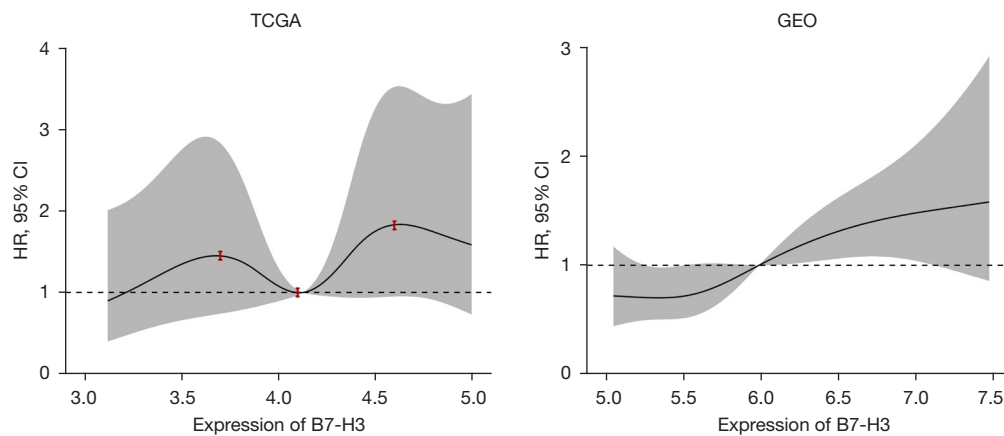 TCGA
HR, 95% CI
4
3
2
1
0
3.0 3.5 4.0 4.5 5.0
Expression of B7-H3
GEO
HR, 95% CI
3
2
1
0
5.0 5.5 6.0 6.5 7.0 7.5
Expression of B7-H3